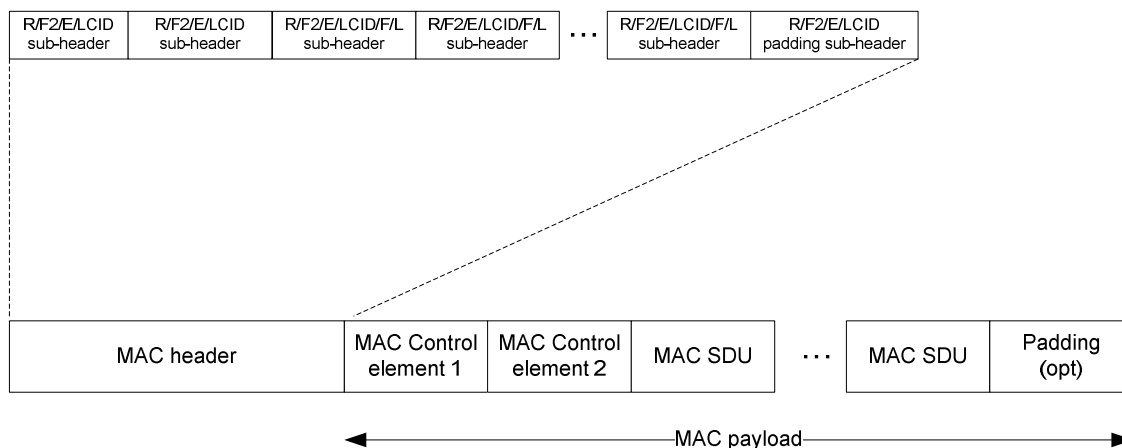 R/F2/E/LCID R/F2/E/LCID R/F2/E/LCID/F/L R/F2/E/LCID/F/L ... R/F2/E/LCID/F/L R/F2/E/LCID
sub-header sub-header sub-header sub-header sub-header padding sub-header
MAC header MAC Control MAC Control MAC SDU ... MAC SDU Padding
element 1 element 2 (opt)
MAC payload